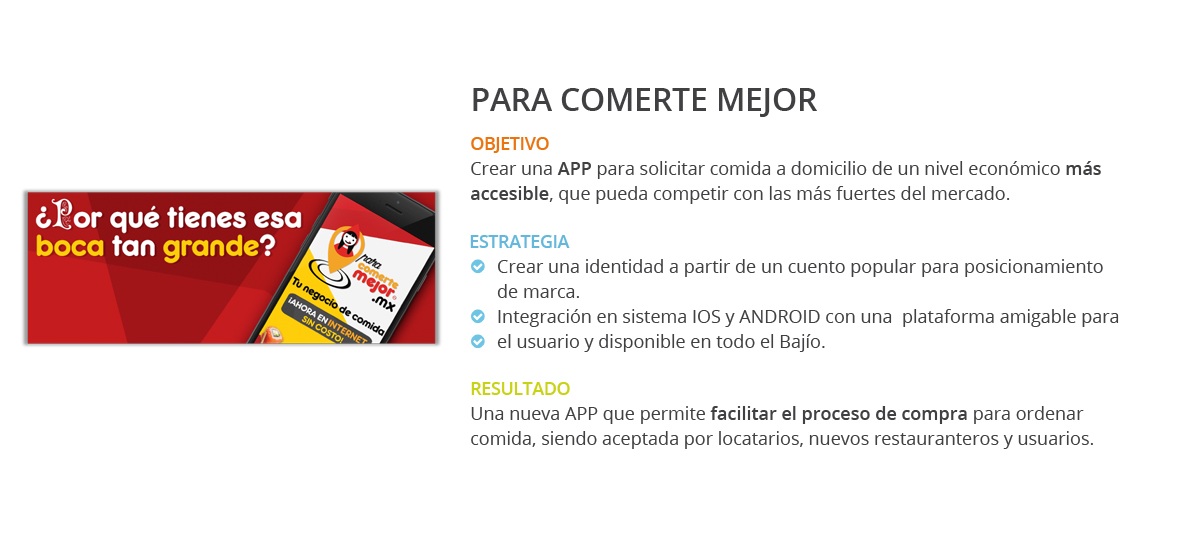 PARA COMERTE MEJOR
OBJETIVO
Crear una APP para solicitar comida a domicilio de un nivel económico más
accesible, que pueda competir con las más fuertes del mercado.
¿Por qué tienes esa
boca tan grande?
para
comerte
mejor
.mx
Tu negocio de comida
¡AHORA EN INTERNET
SIN COSTO!
ESTRATEGIA
Crear una identidad a partir de un cuento popular para posicionamiento
de marca.
Integración en sistema IOS y ANDROID con una  plataforma amigable para
el usuario y disponible en todo el Bajío.
RESULTADO
Una nueva APP que permite facilitar el proceso de compra para ordenar
comida, siendo aceptada por locatarios, nuevos restauranteros y usuarios.